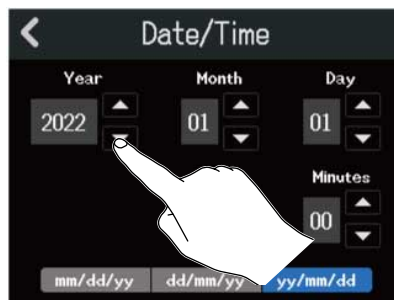 Date/Time
Year Month Day
2022 01 01
Minutes
00
mm/dd/yy dd/mm/yy yy/mm/dd